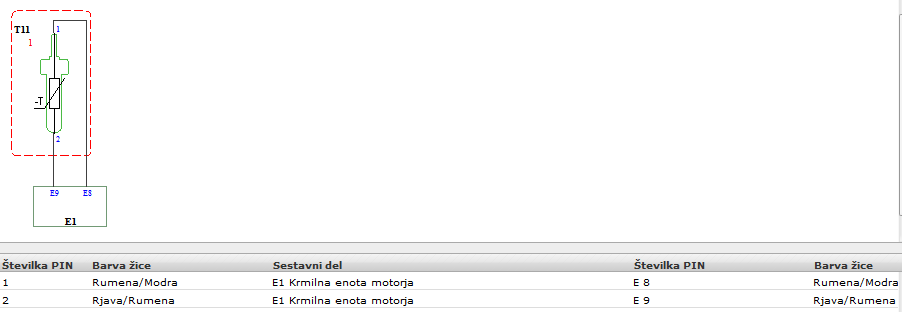 T11
1
1
-T
2
E9 E8
E1
Številka PIN Barva žice Sestavni del Številka PIN Barva žice
1 Rumena/Modra E1 Krmilna enota motorja E 8 Rumena/Modra
2 Rjava/Rumena E1 Krmilna enota motorja E 9 Rjava/Rumena